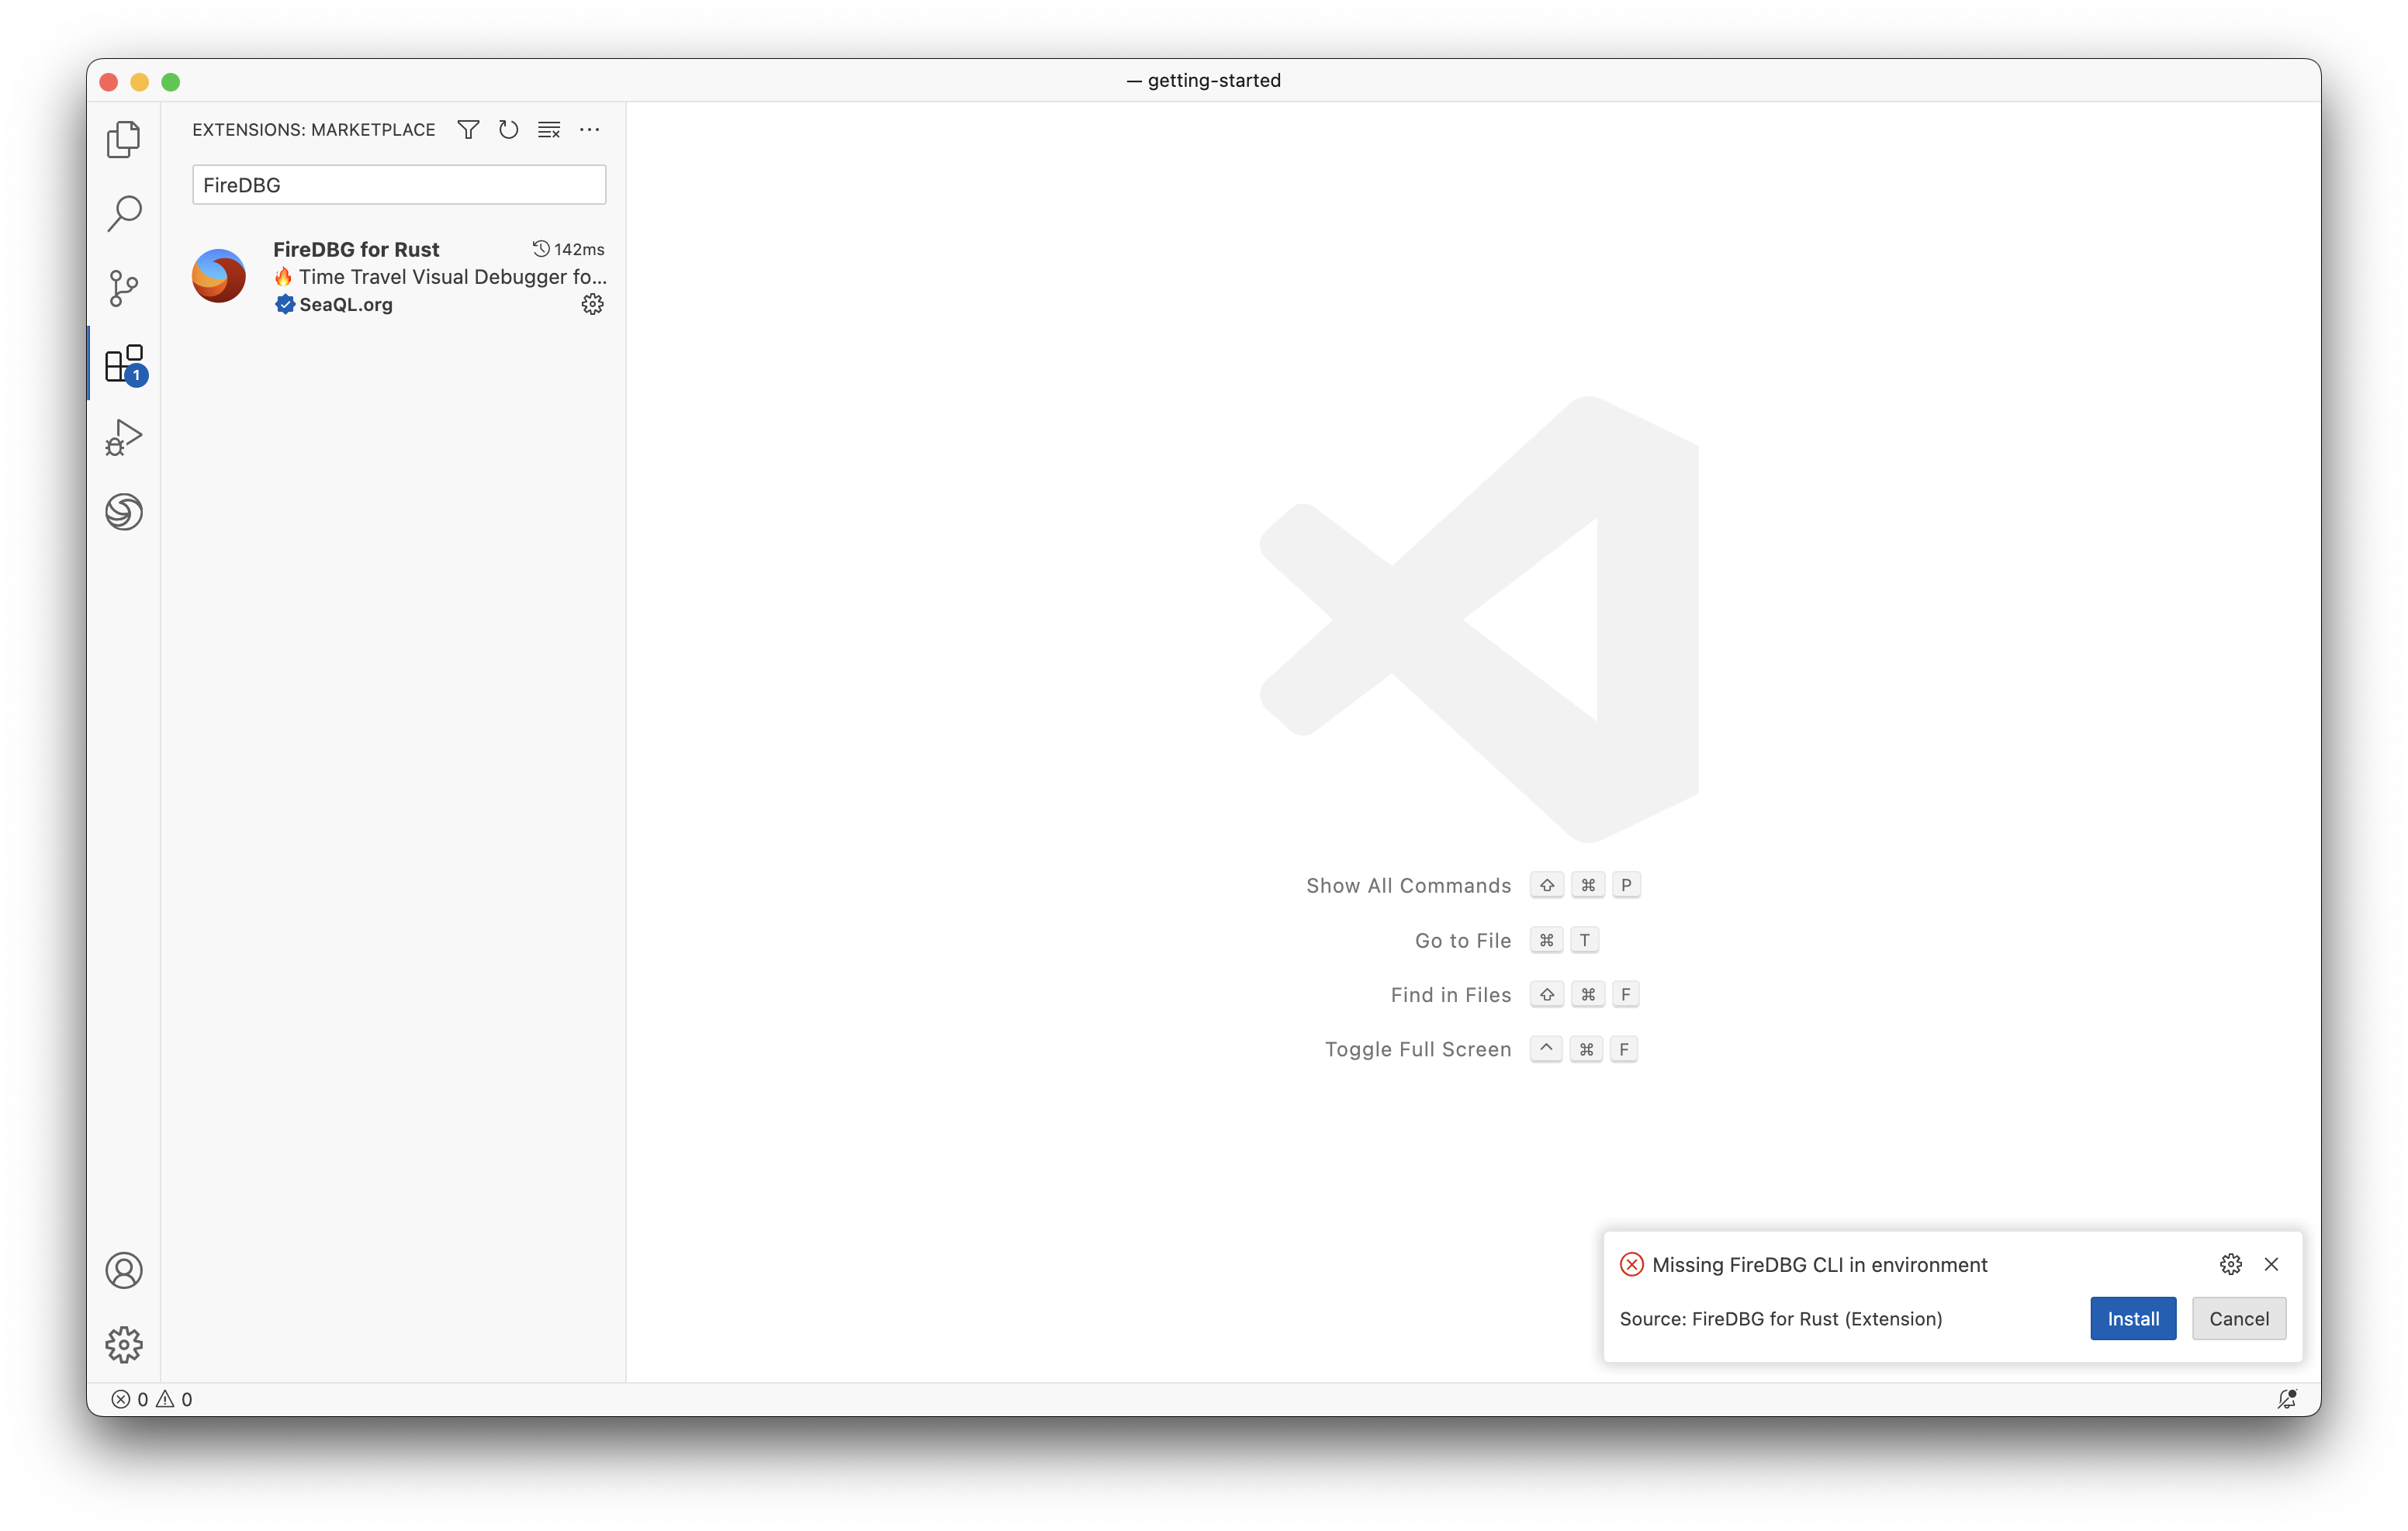 — getting-started
EXTENSIONS: MARKETPLACE
FireDBG
FireDBG for Rust 142ms
🔥 Time Travel Visual Debugger fo...
SeaQL.org
1
Show All Commands ⇧ ⌘ P
Go to File ⌘ T
Find in Files ⇧ ⌘ F
Toggle Full Screen ^ ⌘ F
Missing FireDBG CLI in environment
Source: FireDBG for Rust (Extension) Install Cancel
0 0